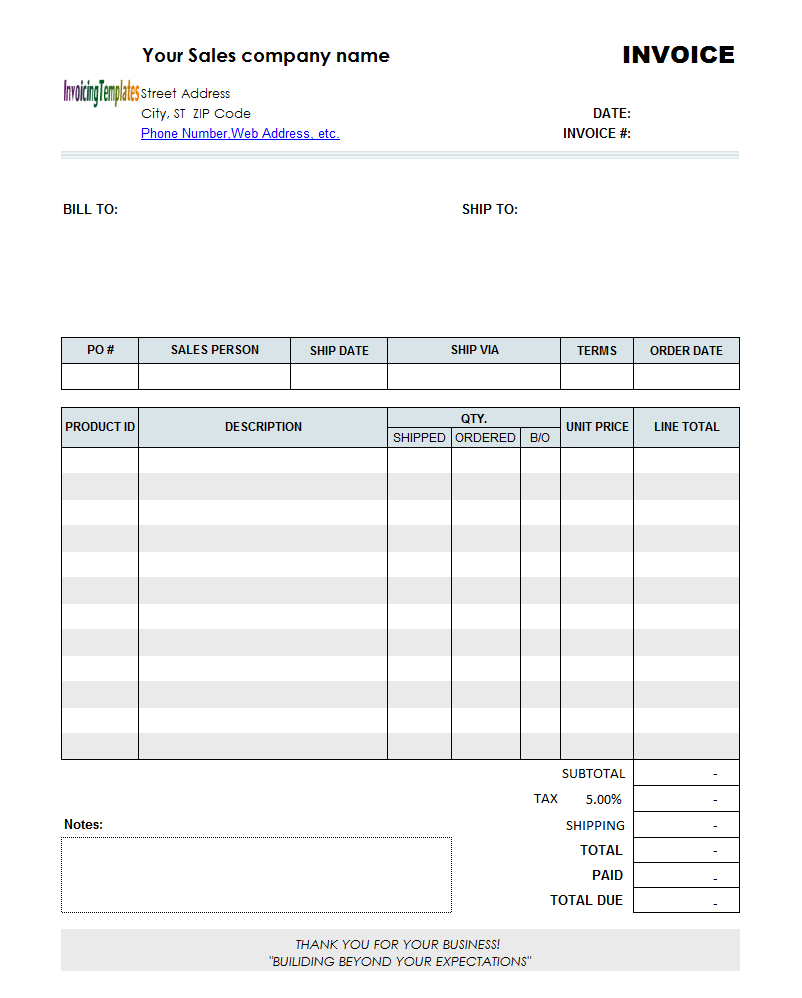 Your Sales company name
INVOICE
InvoicingTemplates
Street Address
City, ST  ZIP Code
DATE:
Phone Number,Web Address, etc.
INVOICE #:
BILL TO:
SHIP TO:
PO # SALES PERSON SHIP DATE SHIP VIA TERMS ORDER DATE
PRODUCT ID DESCRIPTION QTY. UNIT PRICE LINE TOTAL
SHIPPED ORDERED B/O
SUBTOTAL -
TAX 5.00% -
Notes:
SHIPPING -
TOTAL -
PAID -
TOTAL DUE -
THANK YOU FOR YOUR BUSINESS!
"BUILIDING BEYOND YOUR EXPECTATIONS"